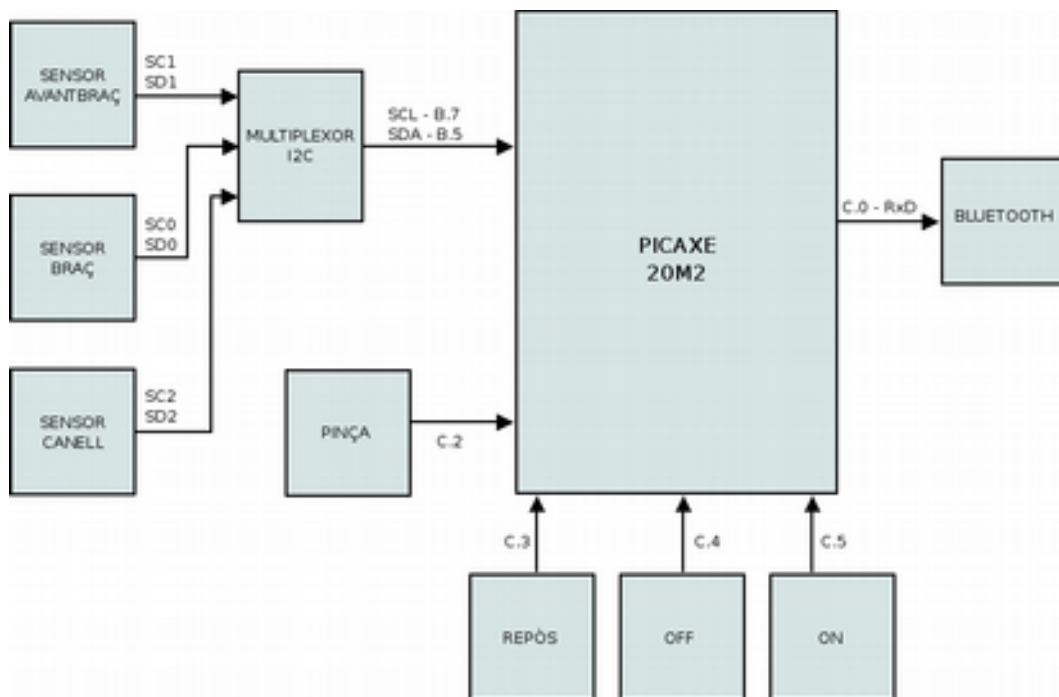 SENSOR
AVANTBRAÇ
SC1
SD1
MULTIPLEXOR
I2C
SCL - B.7
SDA - B.5
SENSOR
BRAÇ
SC0
SD0
PICAXE
20M2
C.0 - RxD
BLUETOOTH
SENSOR
CANELL
SC2
SD2
PINÇA
C.2
C.3
C.4
C.5
REPÒS
OFF
ON